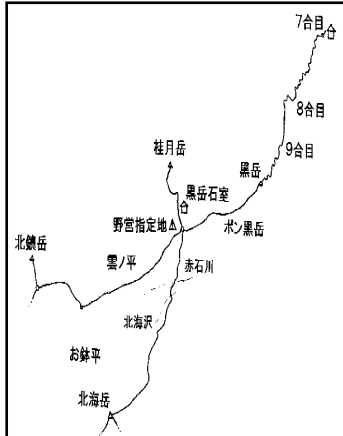 7合目
8合目
9合目
桂月岳
黒岳
黒岳石室
野営指定地
ポン黒岳
北鎮岳
雲ノ平
赤石川
北海沢
お鉢平
北海岳